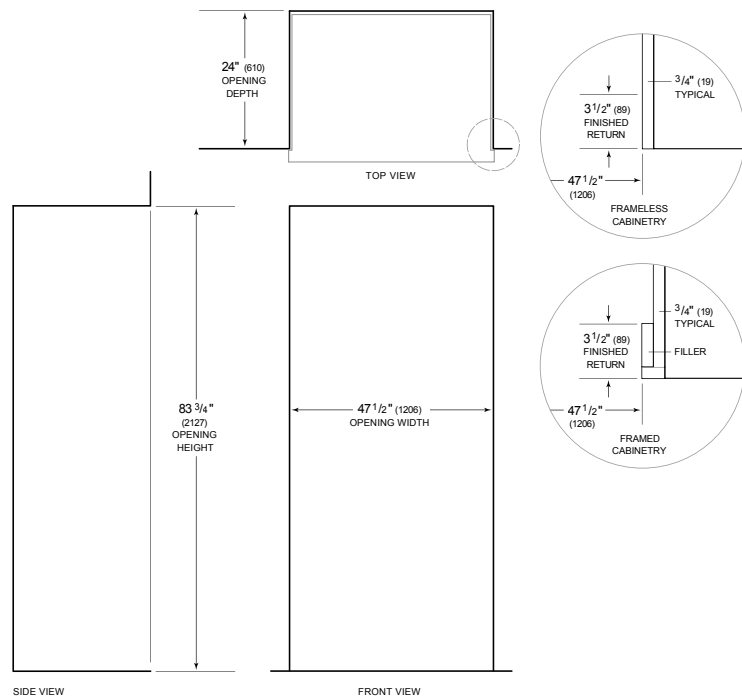 24" (610)
OPENING
DEPTH
TOP VIEW
3/4" (19)
TYPICAL
3 1/2" (89)
FINISHED
RETURN
47 1/2"
(1206)
FRAMELESS
CABINETRY
3/4" (19)
TYPICAL
3 1/2" (89)
FINISHED
RETURN
FILLER
47 1/2"
(1206)
FRAMED
CABINETRY
83 3/4"
(2127)
OPENING
HEIGHT
47 1/2" (1206)
OPENING WIDTH
SIDE VIEW
FRONT VIEW